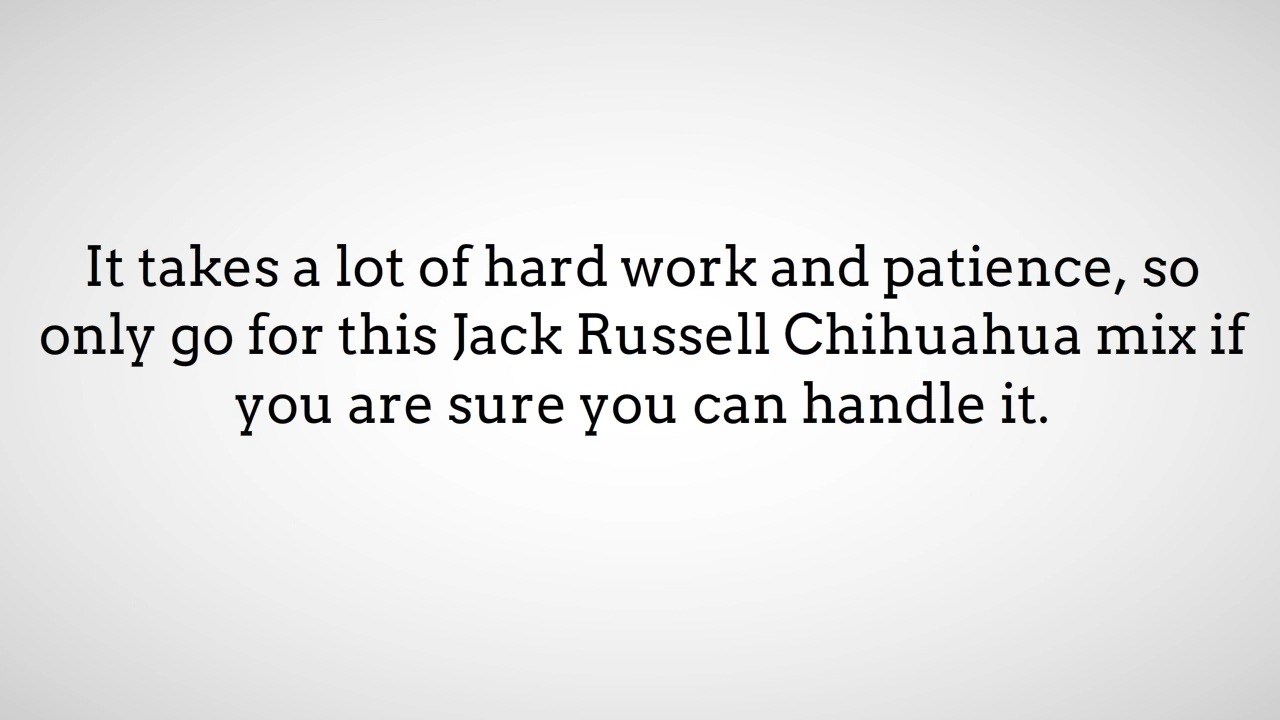 It takes a lot of hard work and patience, so
only go for this Jack Russell Chihuahua mix if
you are sure you can handle it.